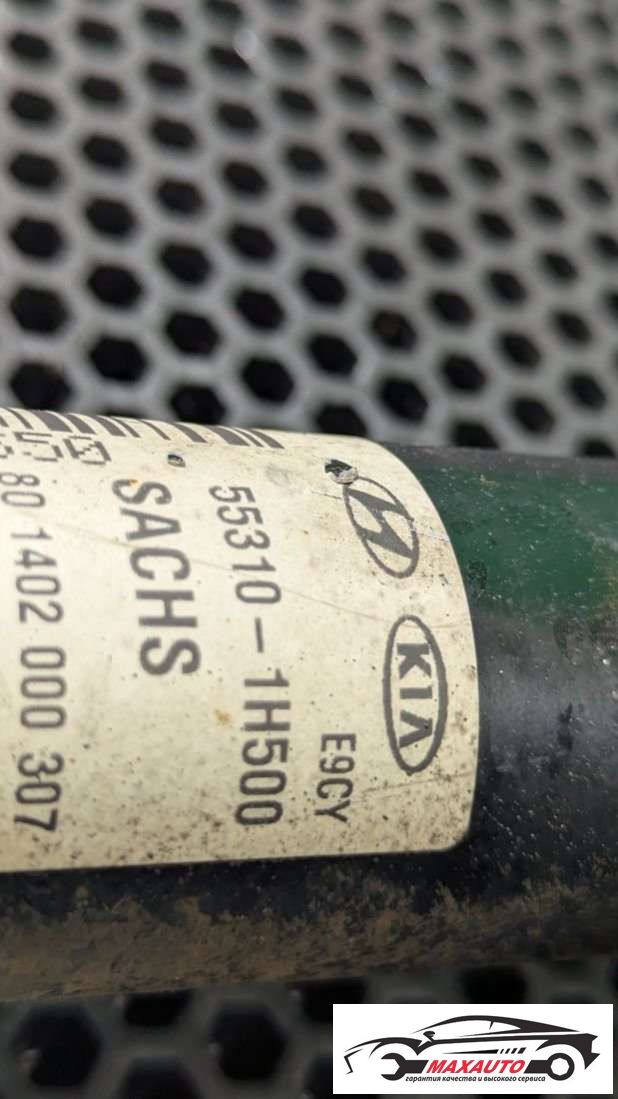 KIA
E9CY
55310-1H500
SACHS
80 1402 000 307
MAXAUTO
гарантия качества и высокого сервиса